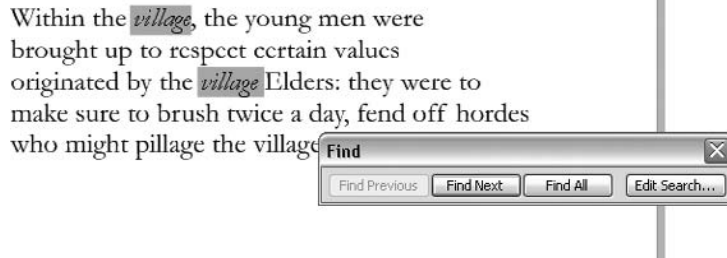 Within the village, the young men were
brought up to respect certain values
originated by the village Elders: they were to
make sure to brush twice a day, fend off hordes
who might pillage the village
Find
Find Previous Find Next Find All Edit Search...